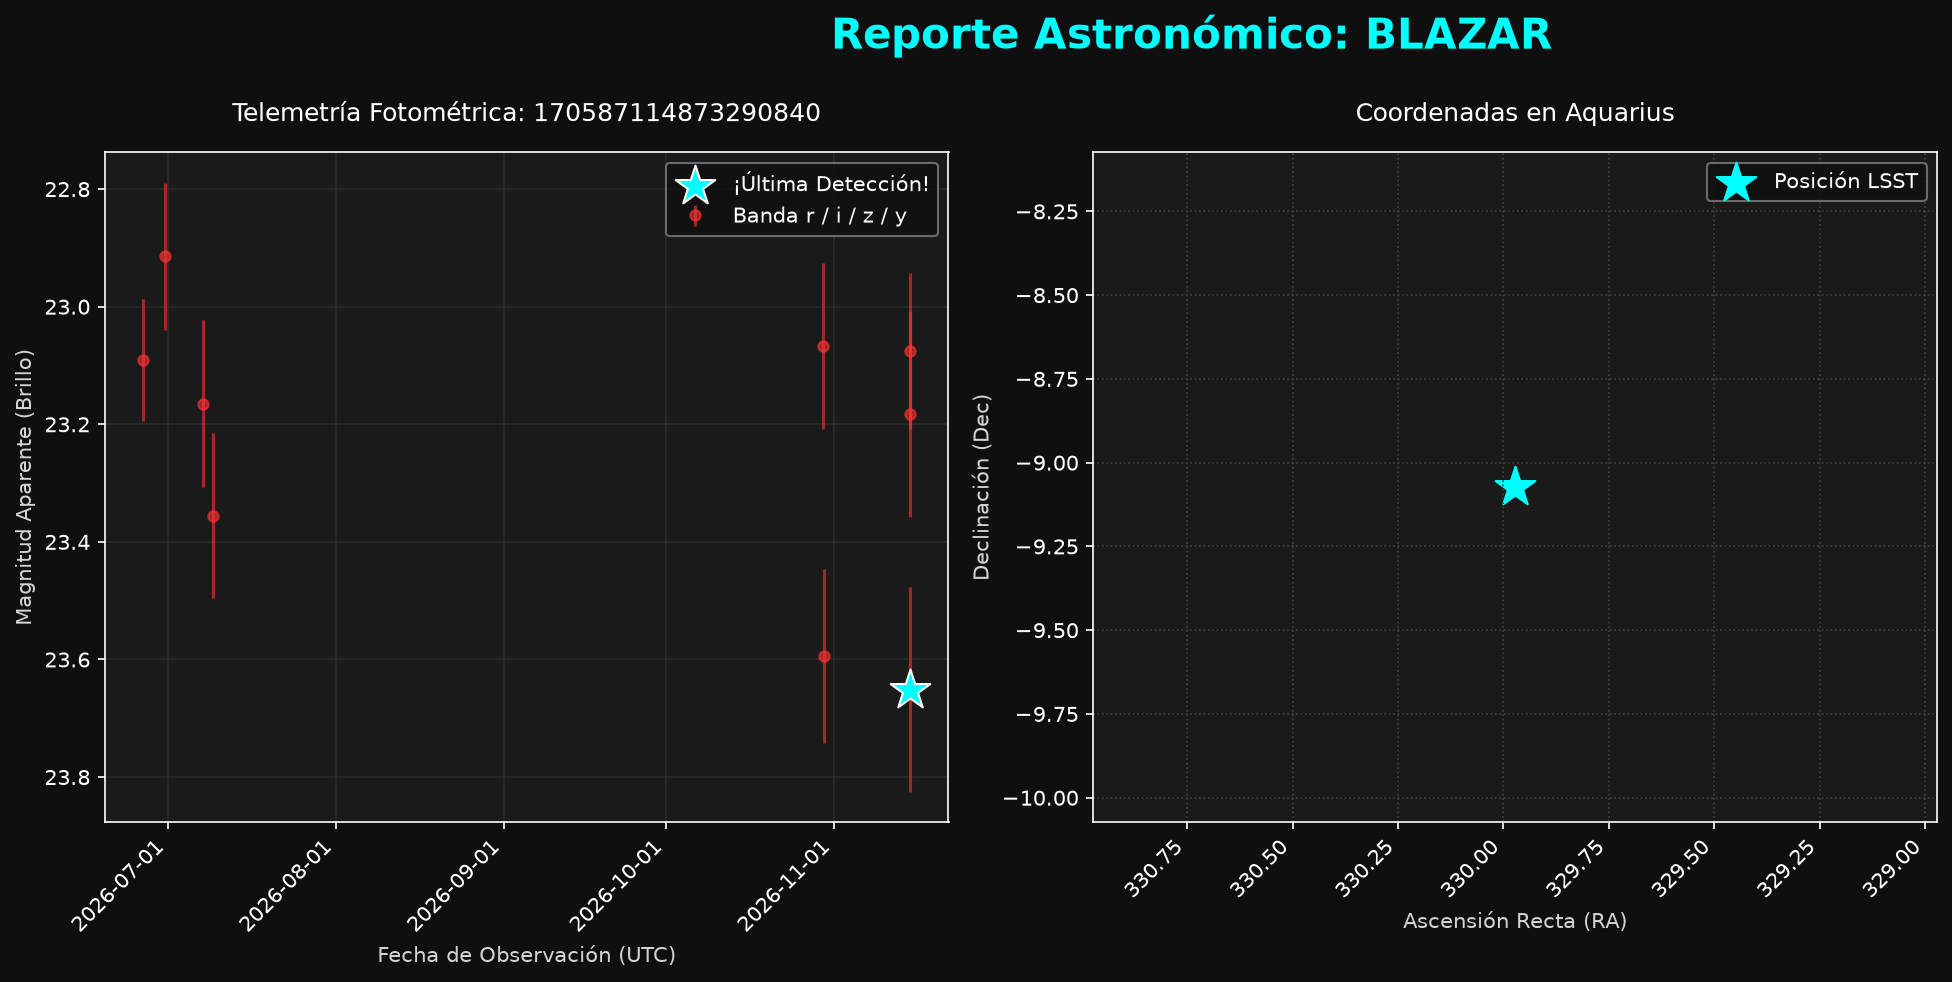 Reporte Astronómico: BLAZAR
Telemetría Fotométrica: 170587114873290840
¡Última Detección!
Banda r / i / z / y
Magnitud Aparente (Brillo)
22.8
23.0
23.2
23.4
23.6
23.8
2026-07-01
2026-08-01
2026-09-01
2026-10-01
2026-11-01
Fecha de Observación (UTC)
Coordenadas en Aquarius
Posición LSST
Declinación (Dec)
−8.25
−8.50
−8.75
−9.00
−9.25
−9.50
−9.75
−10.00
330.75
330.50
330.25
330.00
329.75
329.50
329.25
329.00
Ascensión Recta (RA)